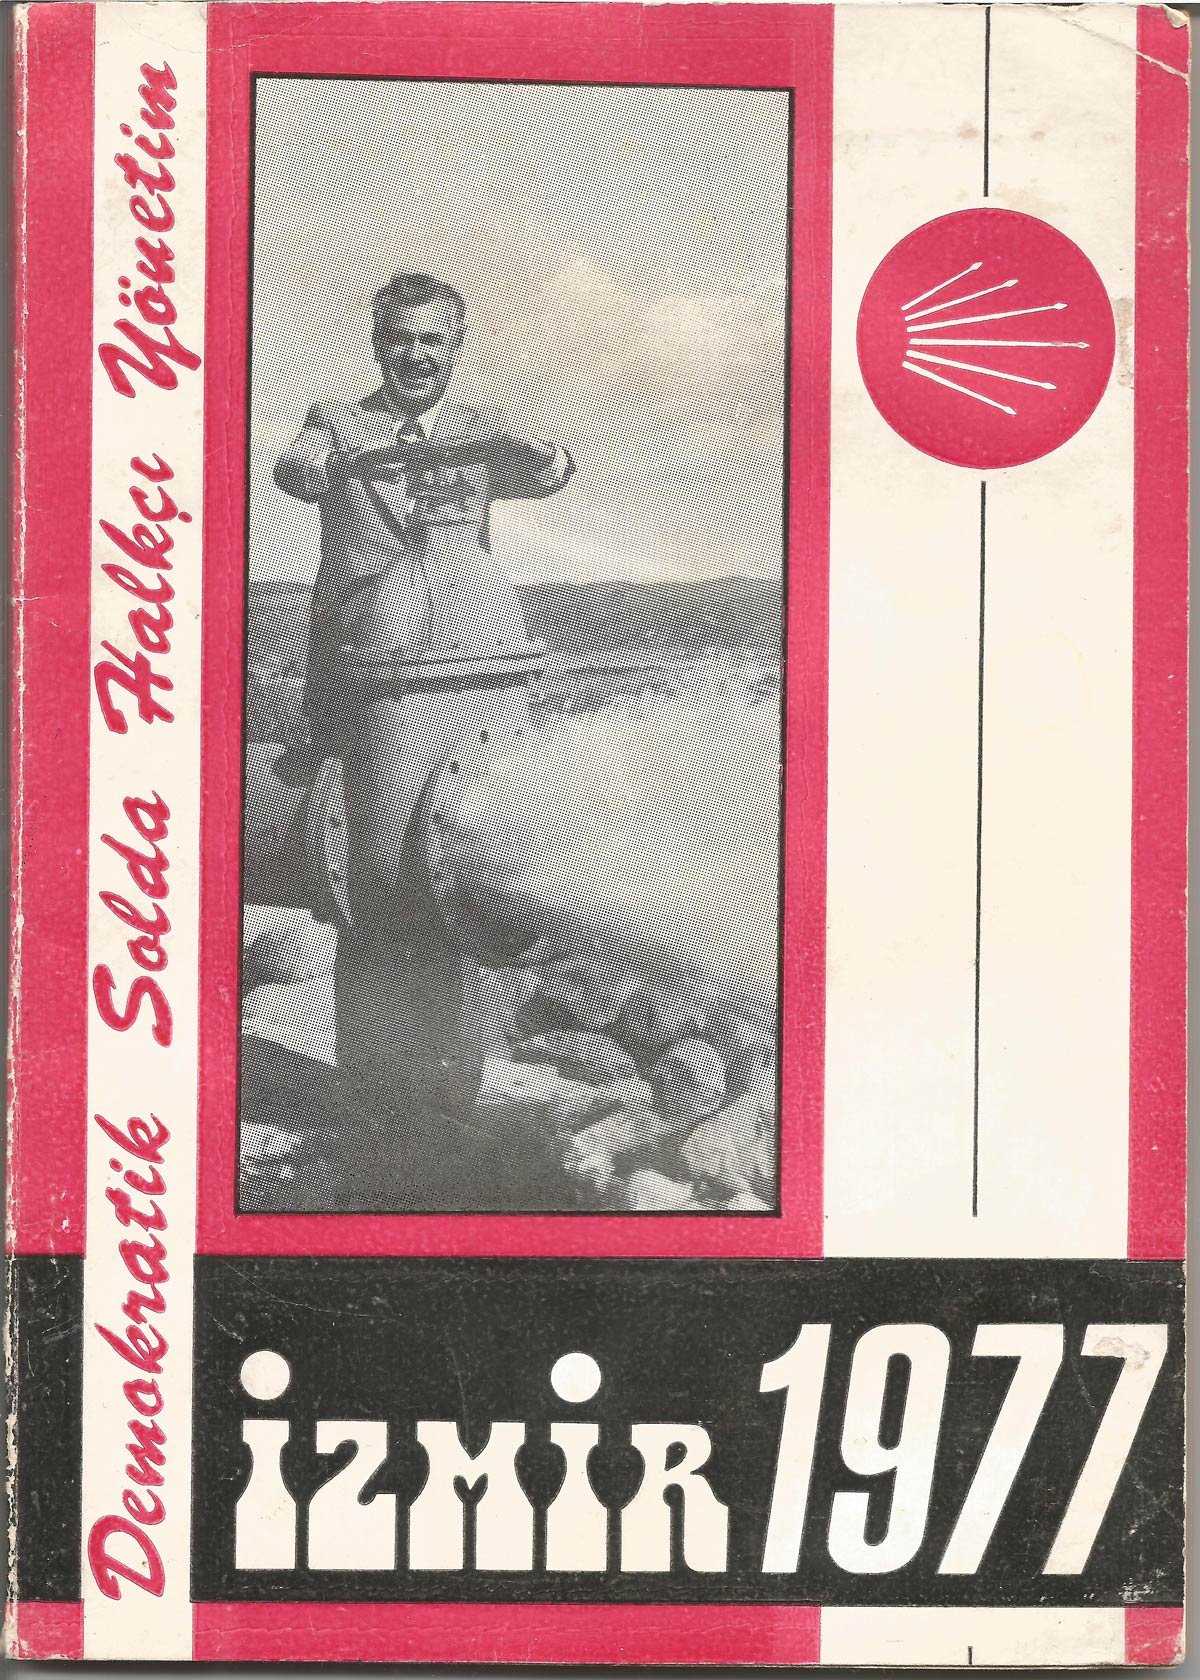 Demokratik Solda Halkçı Yönetim
İZMİR 1977